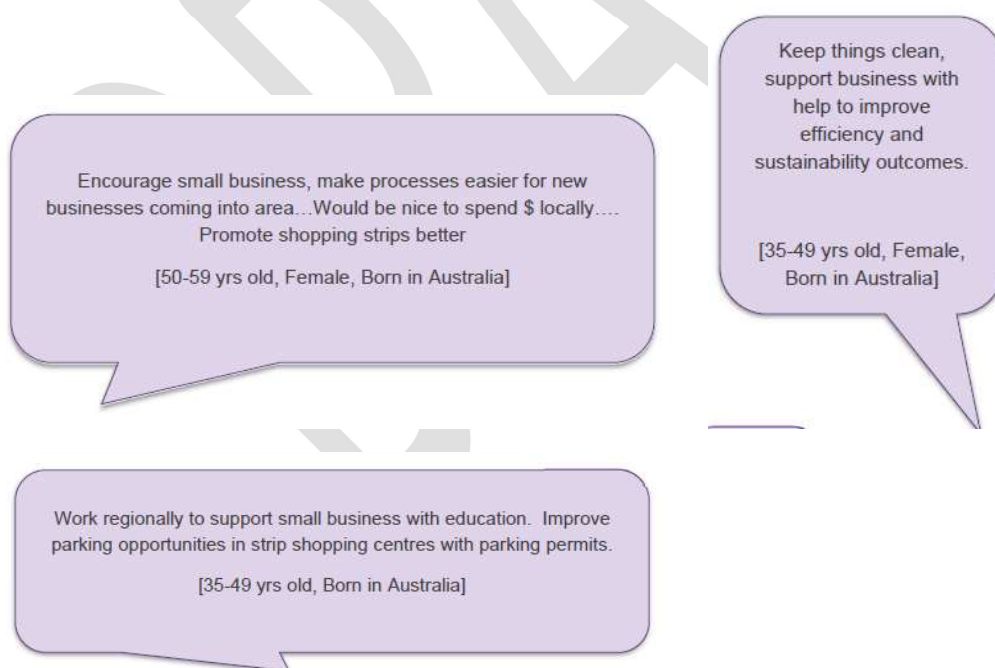 Keep things clean,
support business with
help to improve
efficiency and
sustainability outcomes.
[35-49 yrs old, Female,
Born in Australia]
Encourage small business, make processes easier for new
businesses coming into area…Would be nice to spend $ locally….
Promote shopping strips better
[50-59 yrs old, Female, Born in Australia]
Work regionally to support small business with education.  Improve
parking opportunities in strip shopping centres with parking permits.
[35-49 yrs old, Born in Australia]